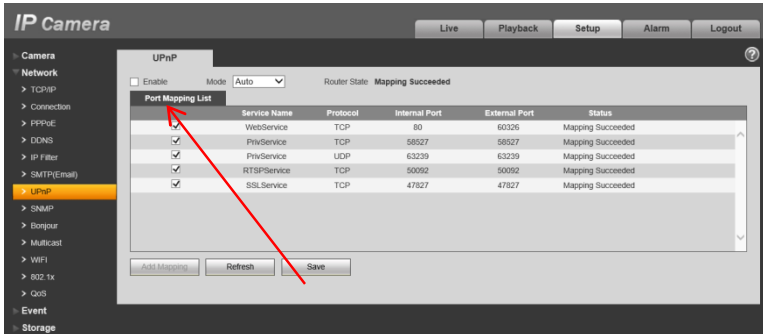 IP Camera
Live Playback Setup Alarm Logout
Camera
Network
TCP/IP
Connection
PPPoE
DDNS
IP Filter
SMTP(Email)
UPnP
SNMP
Bonjour
Multicast
WIFI
802.1x
QoS
Event
Storage
UPnP
?
Enable Mode Auto Router State Mapping Succeeded
Port Mapping List
Service Name Protocol Internal Port External Port Status
WebService TCP 80 60326 Mapping Succeeded
PrivService TCP 58527 58527 Mapping Succeeded
PrivService UDP 63239 63239 Mapping Succeeded
RTSPService TCP 50092 50092 Mapping Succeeded
SSLService TCP 47827 47827 Mapping Succeeded
Add Mapping Refresh Save